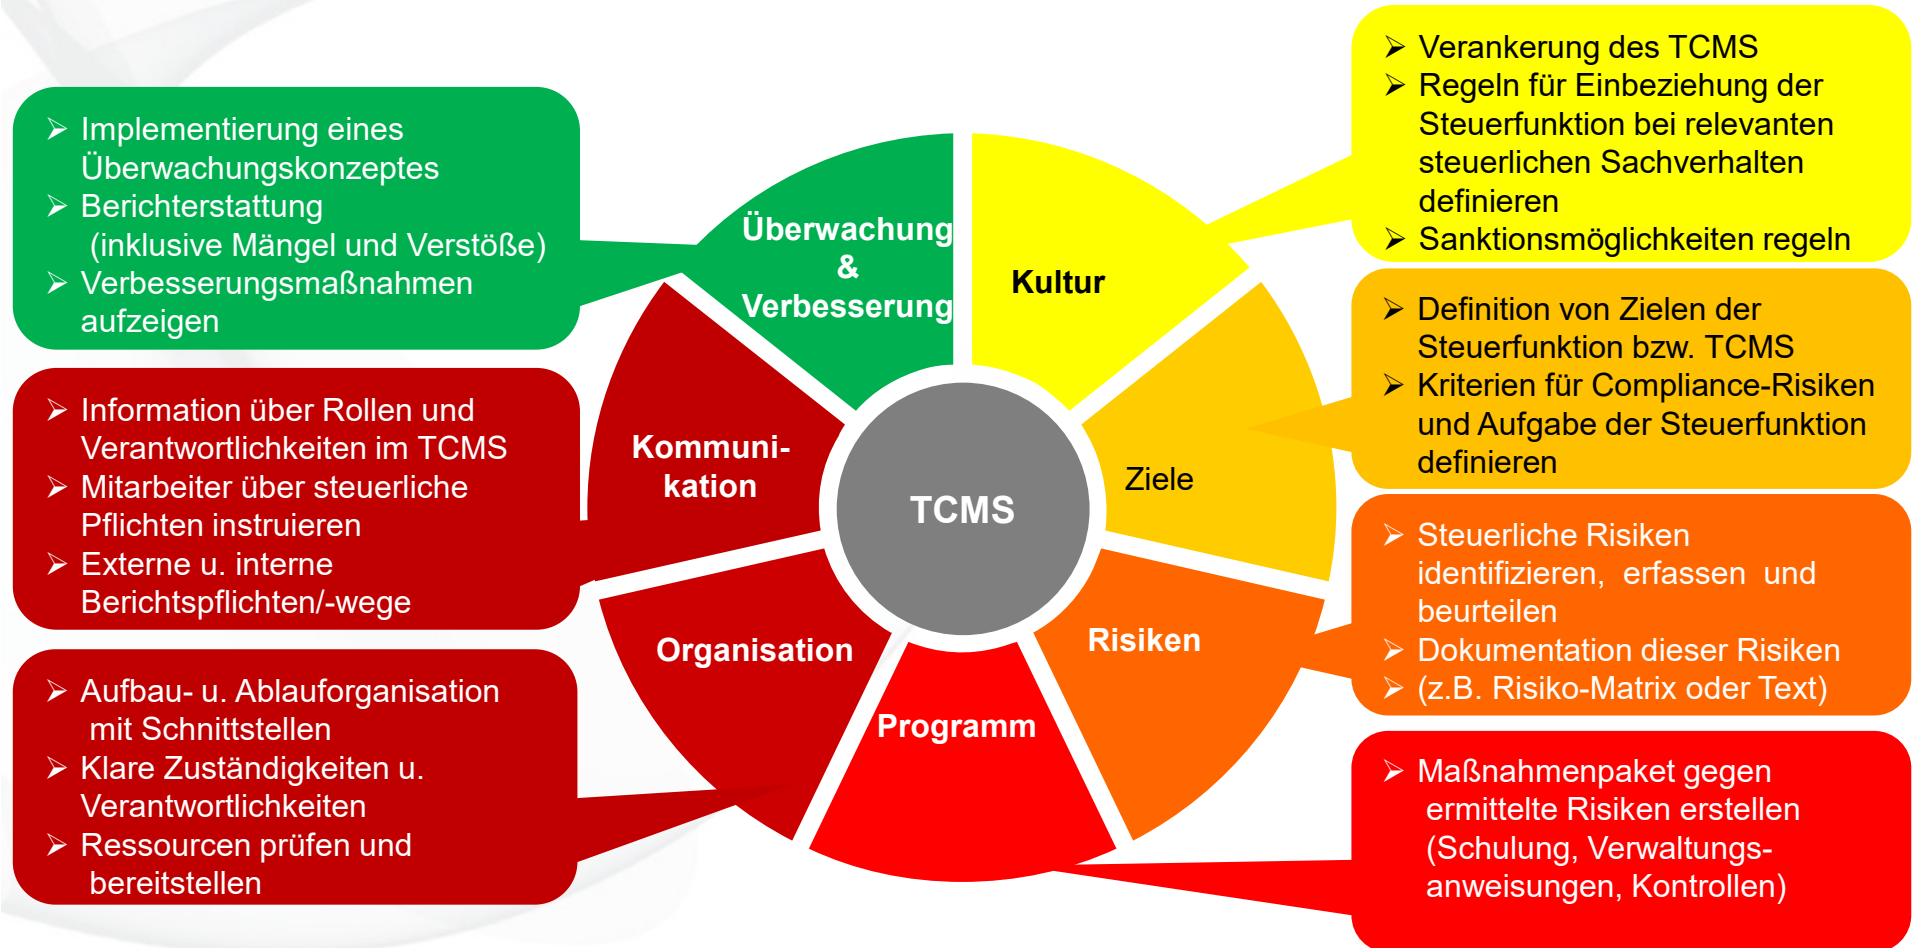 ➢ Implementierung eines
Überwachungskonzeptes
➢ Berichterstattung
(inklusive Mängel und Verstöße)
➢ Verbesserungsmaßnahmen
aufzeigen
➢ Information über Rollen und
Verantwortlichkeiten im TCMS
➢ Mitarbeiter über steuerliche
Pflichten instruieren
➢ Externe u. interne
Berichtspflichten/-wege
➢ Aufbau- u. Ablauforganisation
mit Schnittstellen
➢ Klare Zuständigkeiten u.
Verantwortlichkeiten
➢ Ressourcen prüfen und
bereitstellen
Überwachung
&
Verbesserung
Kultur
Kommuni-
kation
Ziele
TCMS
Organisation
Risiken
Programm
➢ Verankerung des TCMS
➢ Regeln für Einbeziehung der
Steuerfunktion bei relevanten
steuerlichen Sachverhalten
definieren
➢ Sanktionsmöglichkeiten regeln
➢ Definition von Zielen der
Steuerfunktion bzw. TCMS
➢ Kriterien für Compliance-Risiken
und Aufgabe der Steuerfunktion
definieren
➢ Steuerliche Risiken
identifizieren, erfassen und
beurteilen
➢ Dokumentation dieser Risiken
➢ (z.B. Risiko-Matrix oder Text)
➢ Maßnahmenpaket gegen
ermittelte Risiken erstellen
(Schulung, Verwaltungs-
anweisungen, Kontrollen)